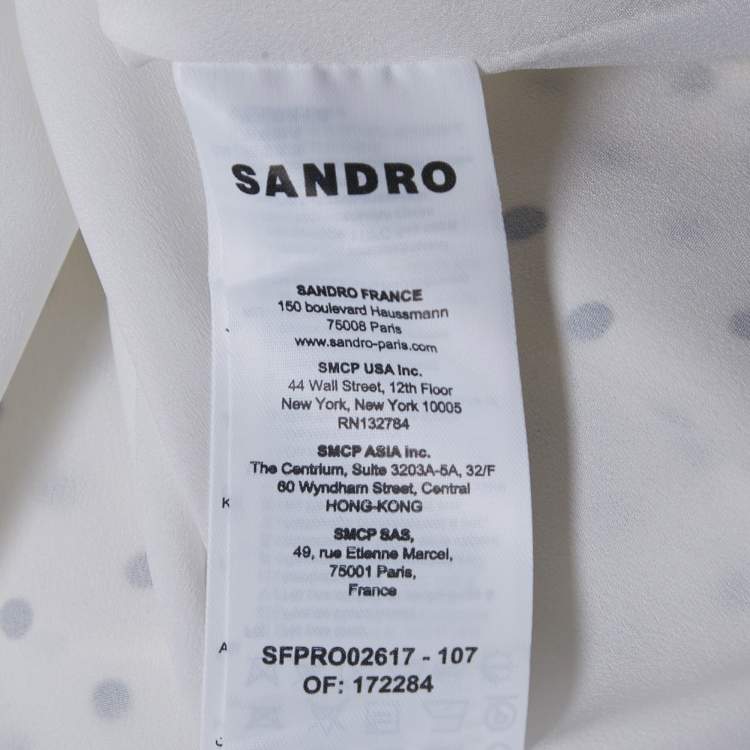 SANDRO
SANDRO FRANCE
150 boulevard Haussmann
75008 Paris
www.sandro-paris.com
SMCP USA Inc.
44 Wall Street, 12th Floor
New York, New York 10005
RN132784
SMCP ASIA inc.
The Centrium, Suite 3203A-5A, 32/F
60 Wyndham Street, Central
HONG-KONG
SMCP SAS,
49, rue Etienne Marcel,
75001 Paris,
France
SFPRO02617 - 107
OF: 172284
K
A